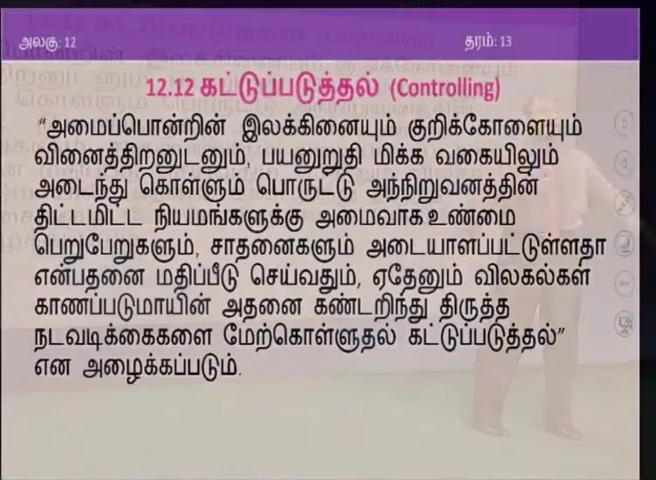 அலகு: 12
தரம்: 13
12.12 கட்டுப்படுத்தல் (Controlling)
“அமைப்பொன்றின் இலக்கினையும் குறிக்கோளையும்
வினைத்திறனுடனும், பயனுறுதி மிக்க வகையிலும்
அடைந்து கொள்ளும் பொருட்டு அந்நிறுவனத்தின்
திட்டமிட்ட நியமங்களுக்கு அமைவாக உண்மை
பெறுபேறுகளும், சாதனைகளும் அடையாளப்பட்டுள்ளதா
என்பதனை மதிப்பீடு செய்வதும், ஏதேனும் விலகல்கள்
காணப்படுமாயின் அதனை கண்டறிந்து திருத்த
நடவடிக்கைகளை மேற்கொள்ளுதல் கட்டுப்படுத்தல்”
என அழைக்கப்படும்.